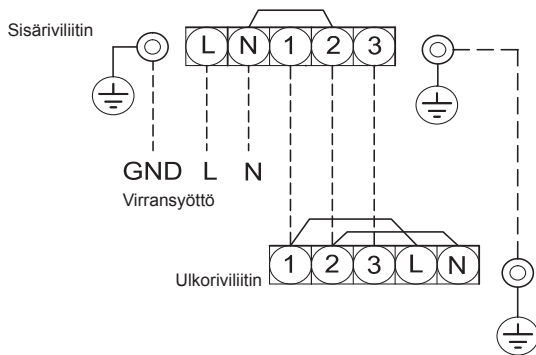 Sisäriviliitin
L N 1 2 3
GND L N
Virransyöttö
Ulkoriviliitin
1 2 3 L N